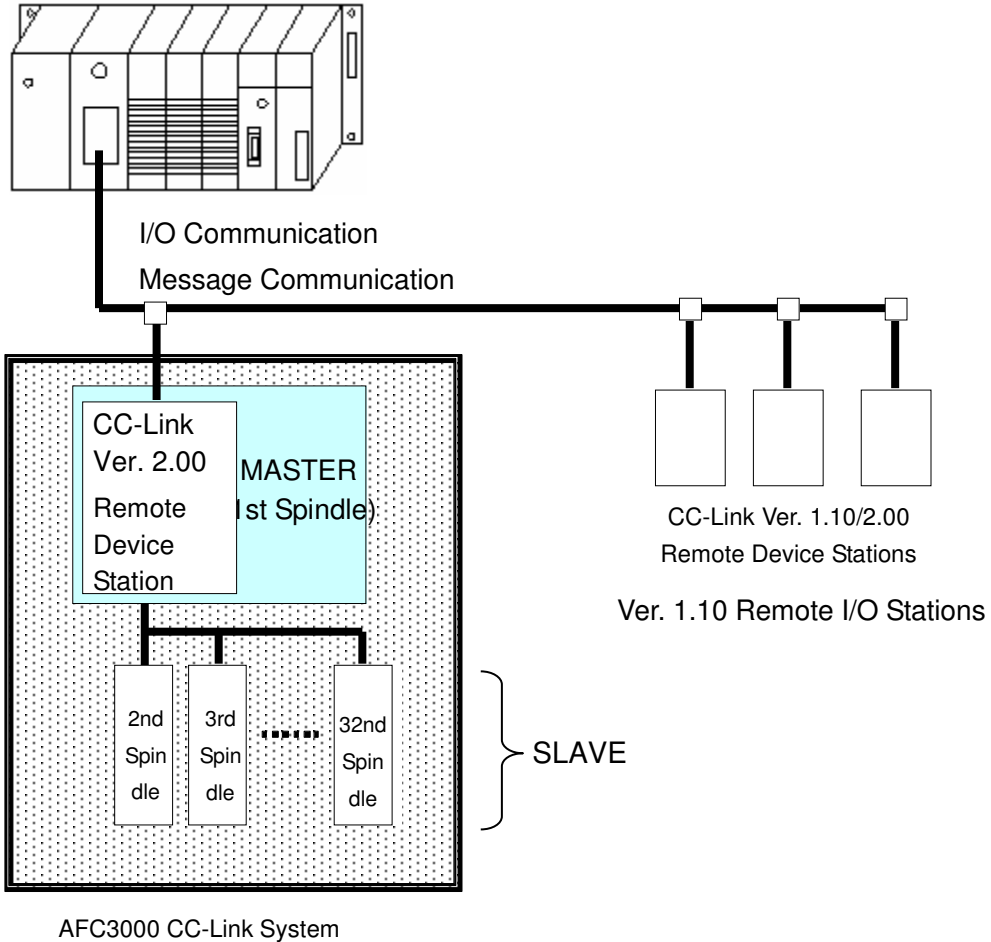 I/O Communication
Message Communication
CC-Link
Ver. 2.00
Remote
Device
Station
MASTER
1st Spindle)
CC-Link Ver. 1.10/2.00
Remote Device Stations
Ver. 1.10 Remote I/O Stations
2nd
Spin
dle
3rd
Spin
dle
32nd
Spin
dle
SLAVE
AFC3000 CC-Link System